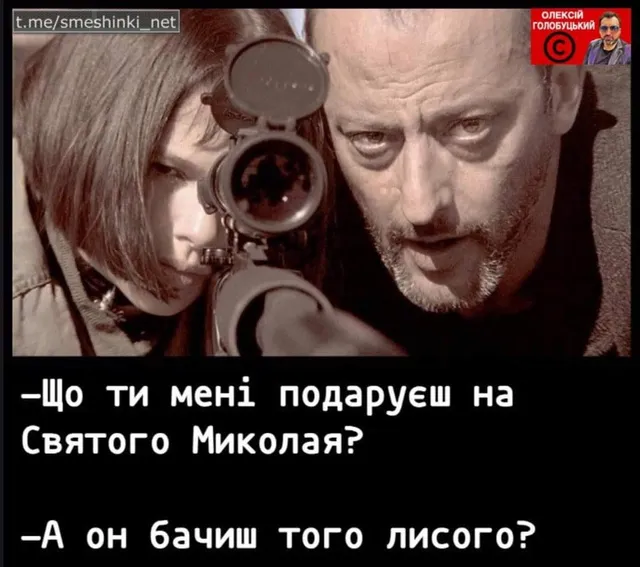 t.me/smeshinki_net
ОЛЕКСІЙ
ГОЛОБУЦЬКИЙ
©
–Що ти мені подаруєш на
Святого Миколая?
–А он бачиш того лисого?